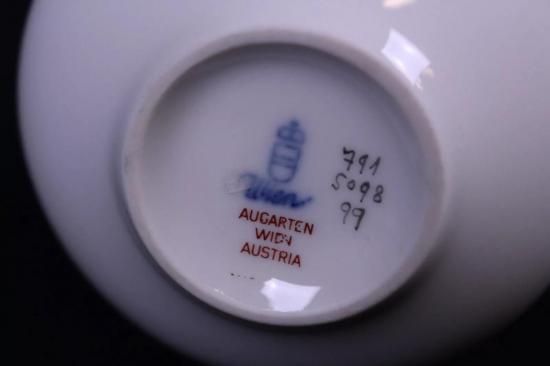 Wien
AUGARTEN
WIEN
AUSTRIA
791
5098
99